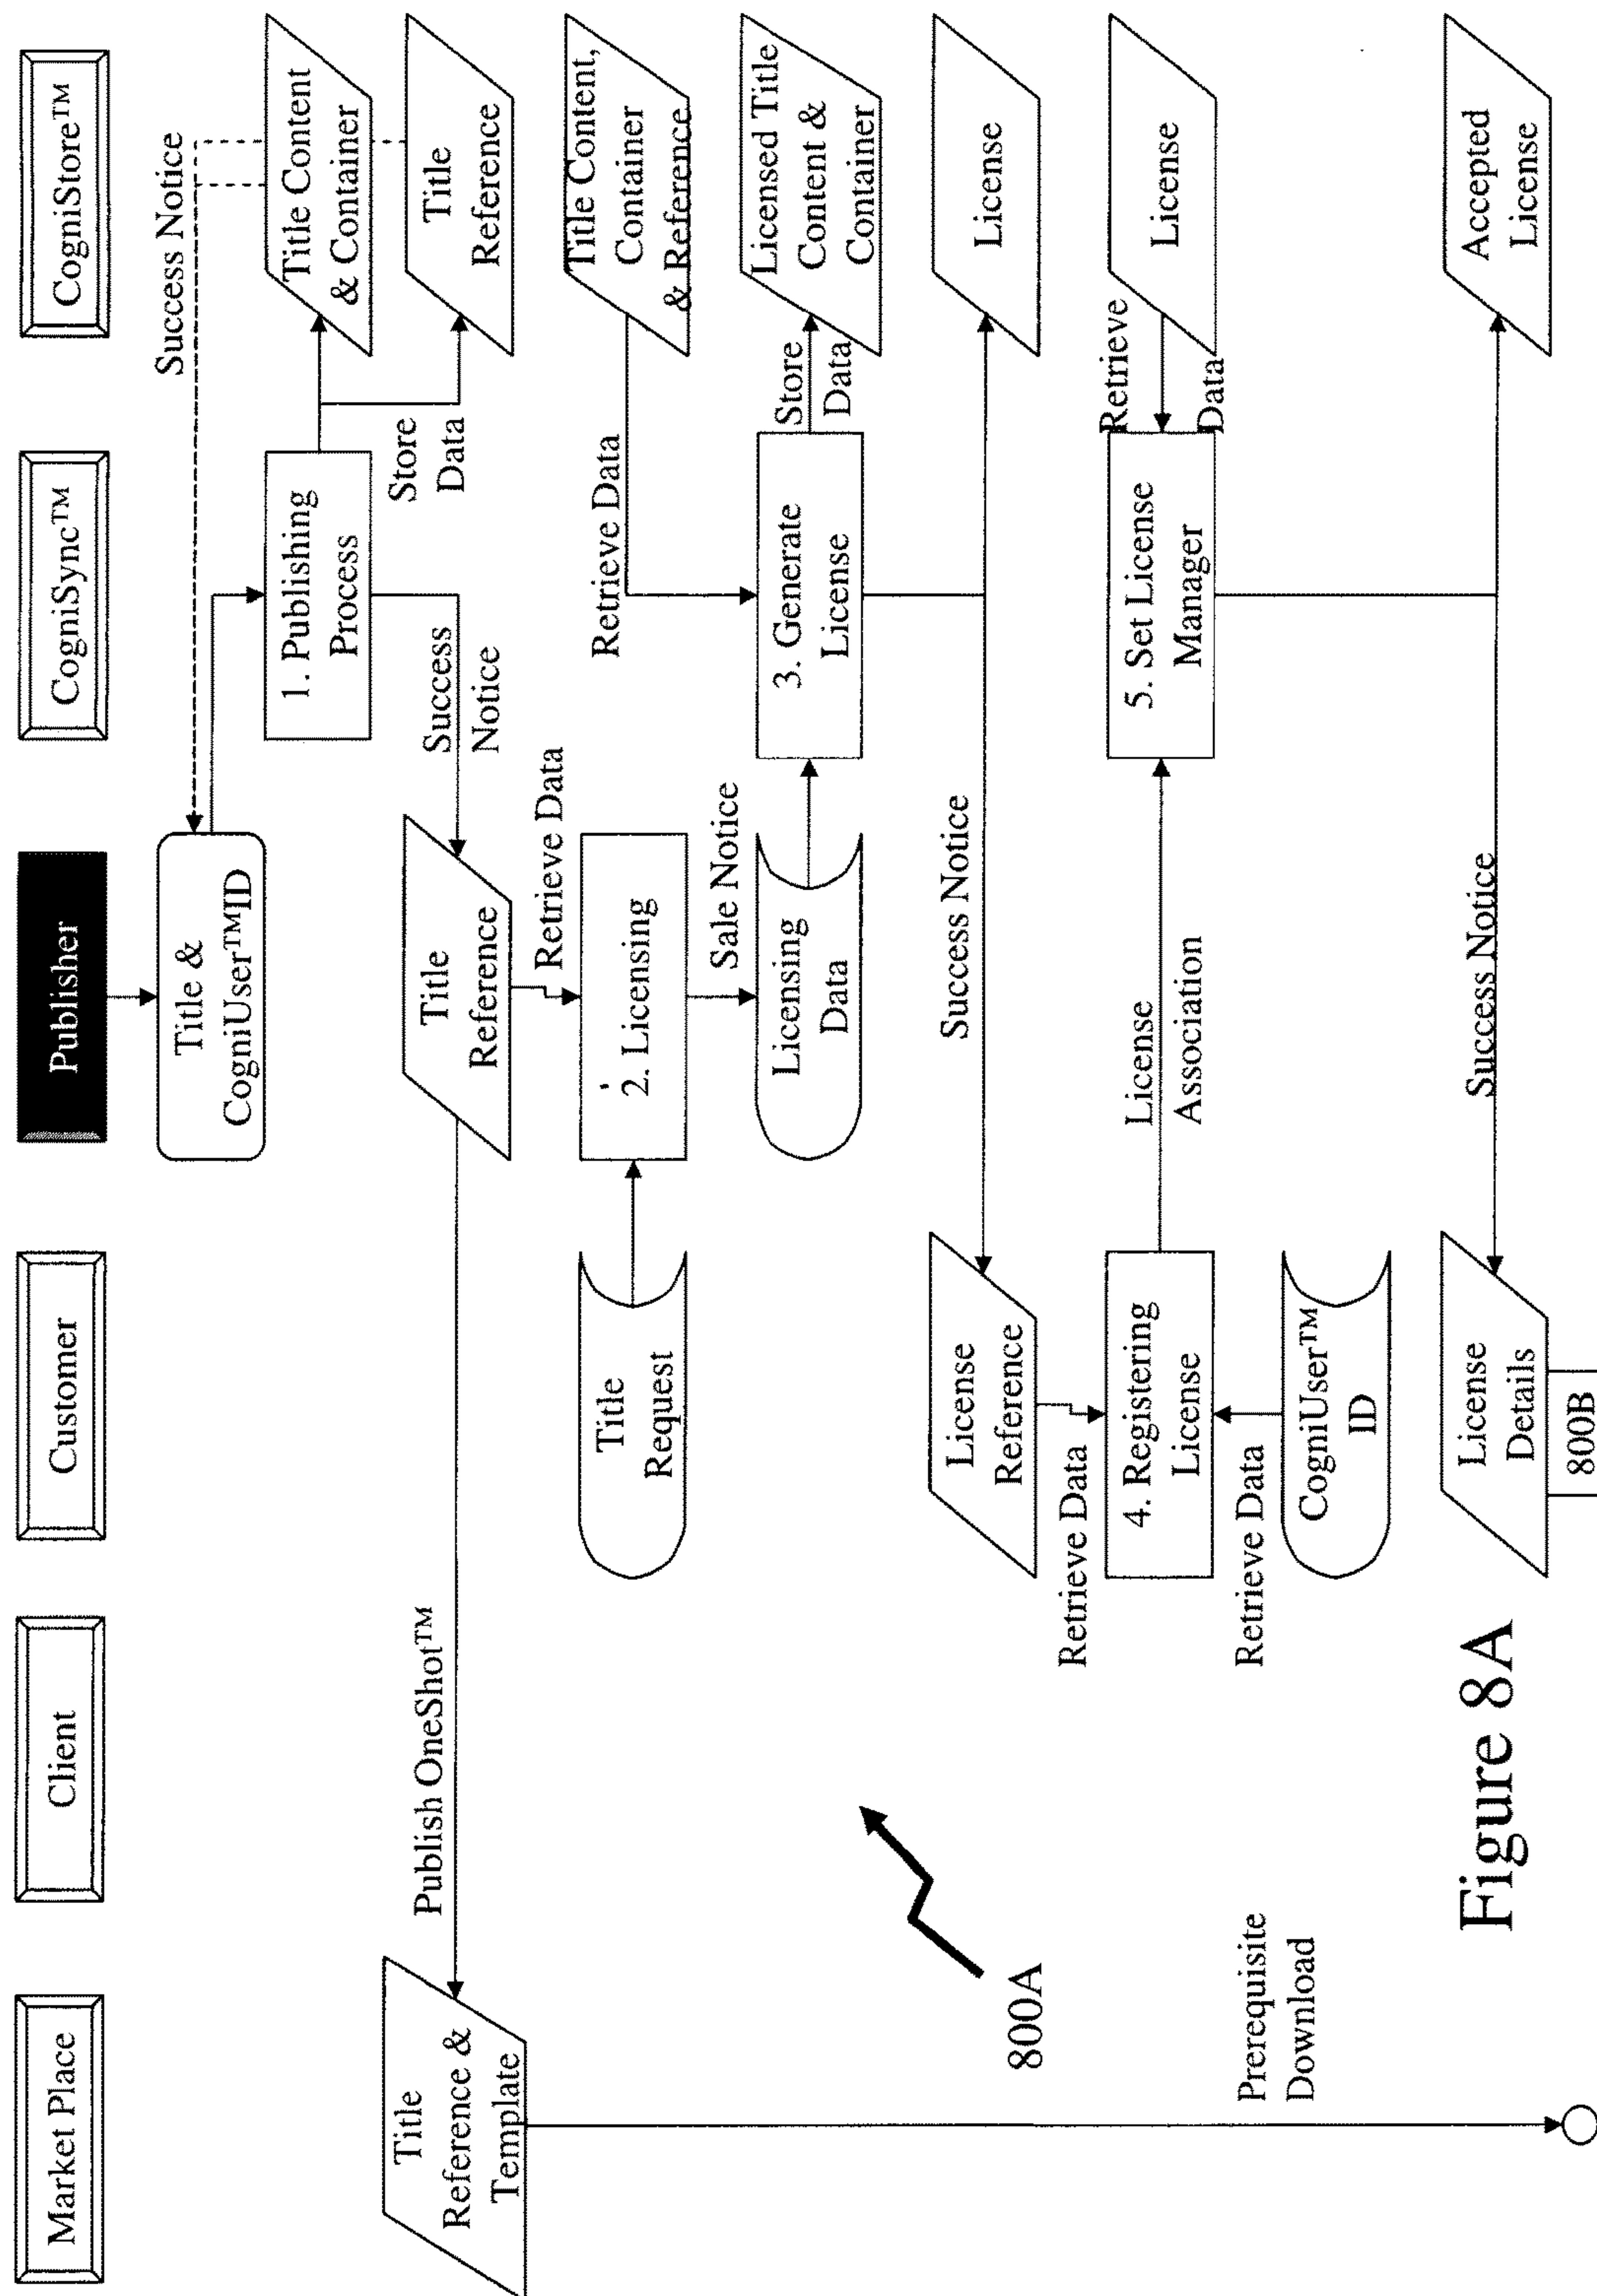 Market Place
Client
Customer
Publisher
CogniSync™
CogniStore™
Success Notice
Title &
CogniUser™ID
1. Publishing
Process
Title Content
& Container
Store
Data
Title
Reference
Success
Notice
Title
Reference
Publish OneShot™
Title
Reference &
Template
Retrieve Data
Title
Request
2. Licensing
Retrieve Data
Title Content,
Container
& Reference
Sale Notice
Licensing
Data
3. Generate
License
Store
Data
Licensed Title
Content &
Container
Success Notice
License
Reference
License
800A
Retrieve Data
4. Registering
License
License
Association
5. Set License
Manager
Retrieve
Data
License
Retrieve Data
CogniUser™
ID
Prerequisite
Download
Success Notice
License
Details
Accepted
License
800B
Figure 8A